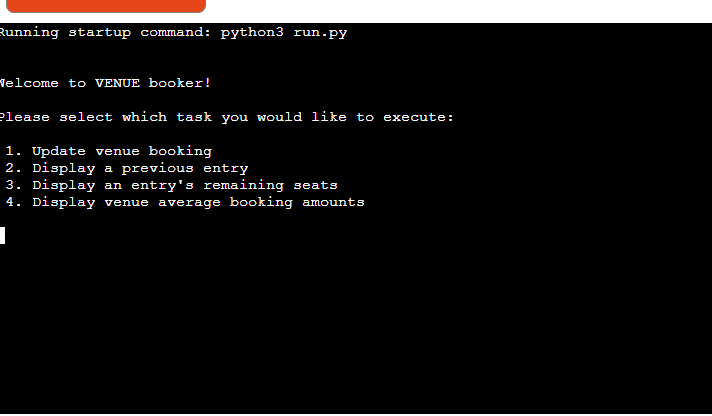 Running startup command: python3 run.py
Welcome to VENUE booker!
Please select which task you would like to execute:
1. Update venue booking
2. Display a previous entry
3. Display an entry's remaining seats
4. Display venue average booking amounts